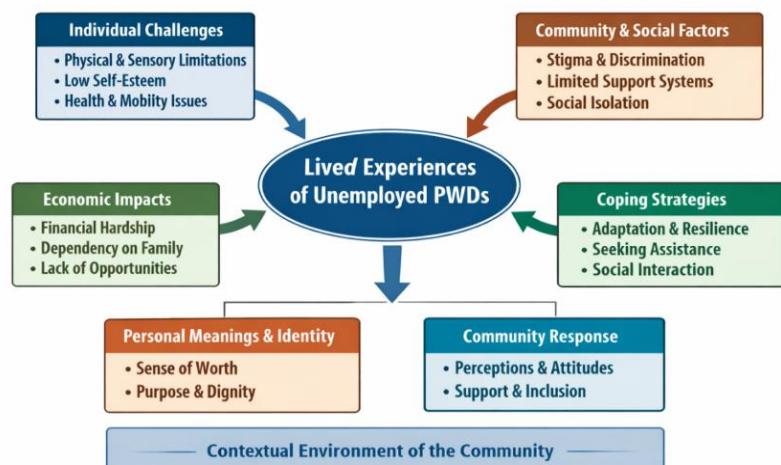 Individual Challenges
• Physical & Sensory Limitations
• Low Self-Esteem
• Health & Mobility Issues
Community & Social Factors
• Stigma & Discrimination
• Limited Support Systems
• Social Isolation
Lived Experiences
of Unemployed PWDs
Economic Impacts
• Financial Hardship
• Dependency on Family
• Lack of Opportunities
Coping Strategies
• Adaptation & Resilience
• Seeking Assistance
• Social Interaction
Personal Meanings & Identity
• Sense of Worth
• Purpose & Dignity
Community Response
• Perceptions & Attitudes
• Support & Inclusion
Contextual Environment of the Community